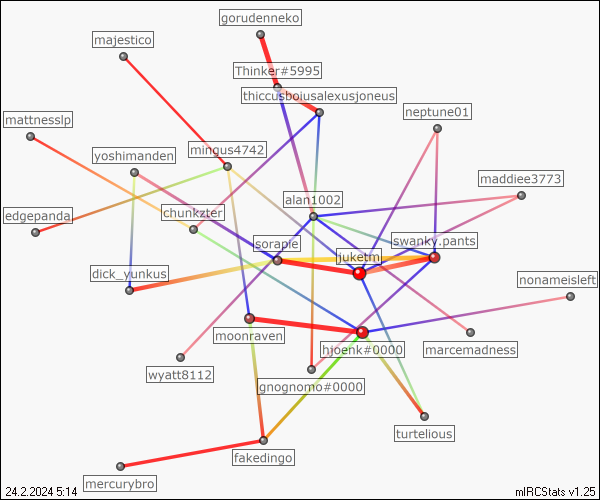 gorudenneko
majestico
Thinker#5995
thiccusboiusalexusjoneus
neptune01
mattnesslp
mingus4742
yoshimanden
maddiee3773
alan1002
chunkzter
edgepanda
swanky.pants
sorapie
juketm
dick_yunkus
nonameisleft
moonraven
hjoenk#0000
marcemadness
wyatt8112
gnognomo#0000
turtelious
fakedingo
mercurybro
24.2.2024 5:14
mIRCStats v1.25